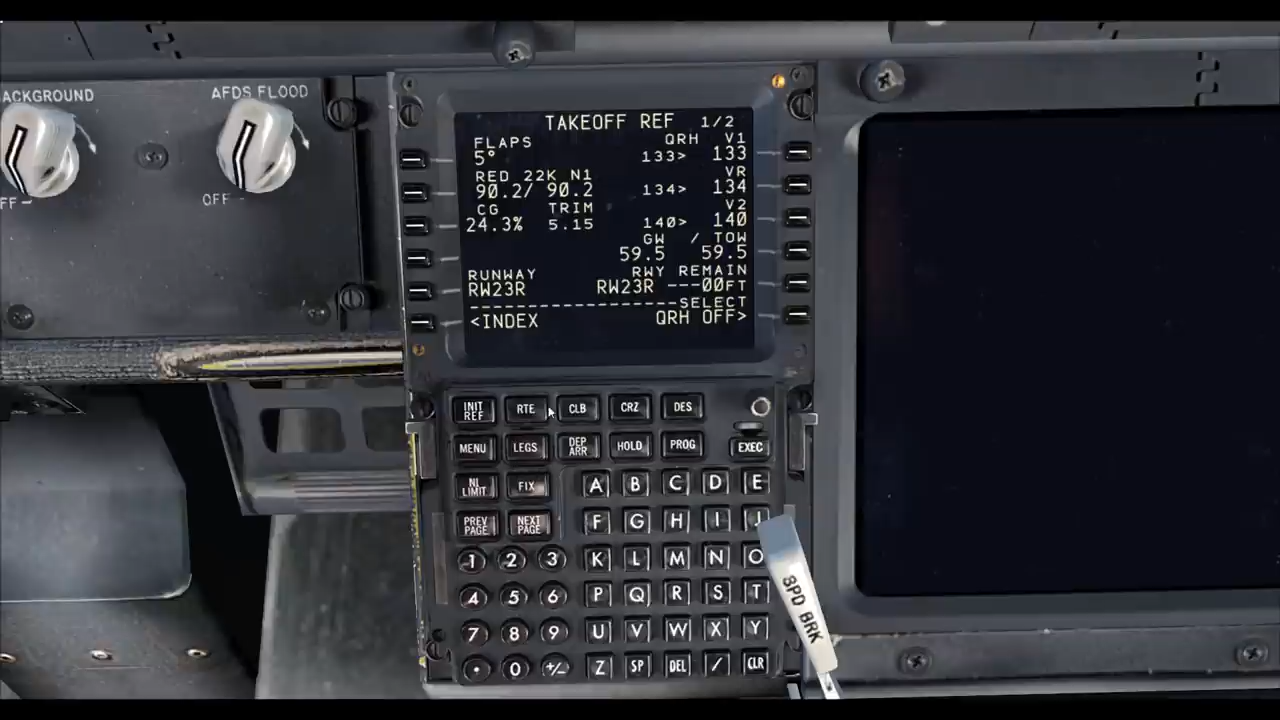 ACKGROUND
AFDS FLOOD
FF
OFF
TAKEOFF REF 1/2
FLAPS QRH V1
5° 133> 133
RED 22K N1 VR
90.2/ 90.2 134> 134
CG TRIM V2
24.3% 5.15 140> 140
GW / TOW
59.5 59.5
RUNWAY RWY REMAIN
RW23R RW23R ---00FT
--------------------SELECT
<INDEX QRH OFF>
INIT REF
RTE
CLB
CRZ
DES
MENU
LEGS
DEP ARR
HOLD
PROG
EXEC
N1 LIMIT
FIX
A B C D E
PREV PAGE
NEXT PAGE
F G H I J
1 2 3 K L M N O
4 5 6 P Q R S T
7 8 9 U V W X Y
. 0 +/- Z SP DEL / CLR
SPD BRK